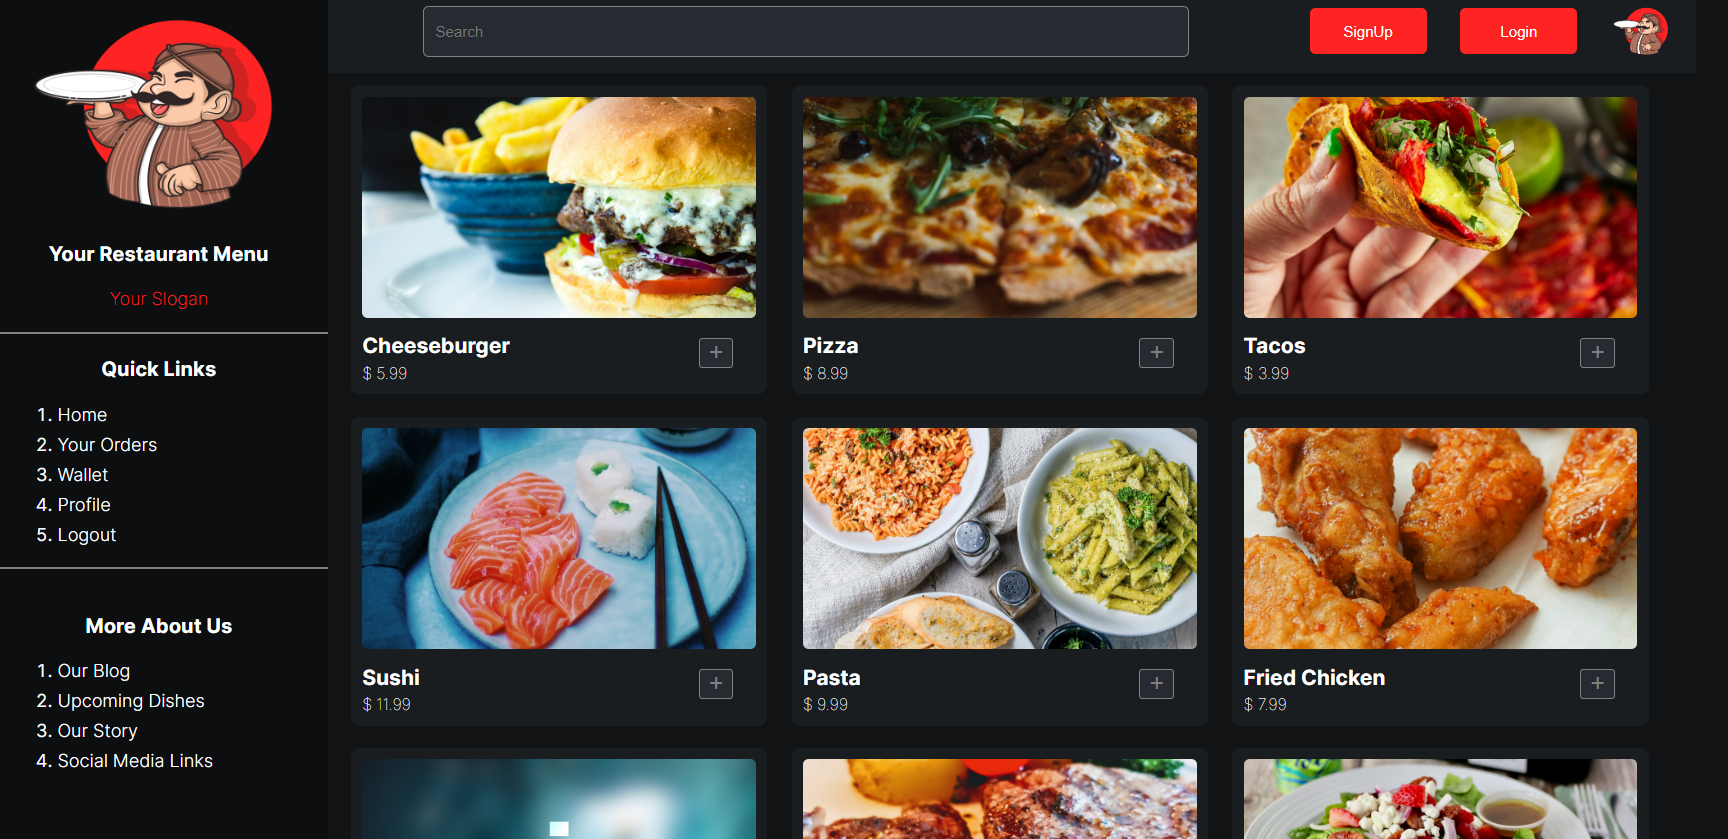 Search
SignUp
Login
Your Restaurant Menu
Your Slogan
Quick Links
1. Home
2. Your Orders
3. Wallet
4. Profile
5. Logout
More About Us
1. Our Blog
2. Upcoming Dishes
3. Our Story
4. Social Media Links
Cheeseburger
$ 5.99
+
Pizza
$ 8.99
+
Tacos
$ 3.99
+
Sushi
$ 11.99
+
Pasta
$ 9.99
+
Fried Chicken
$ 7.99
+